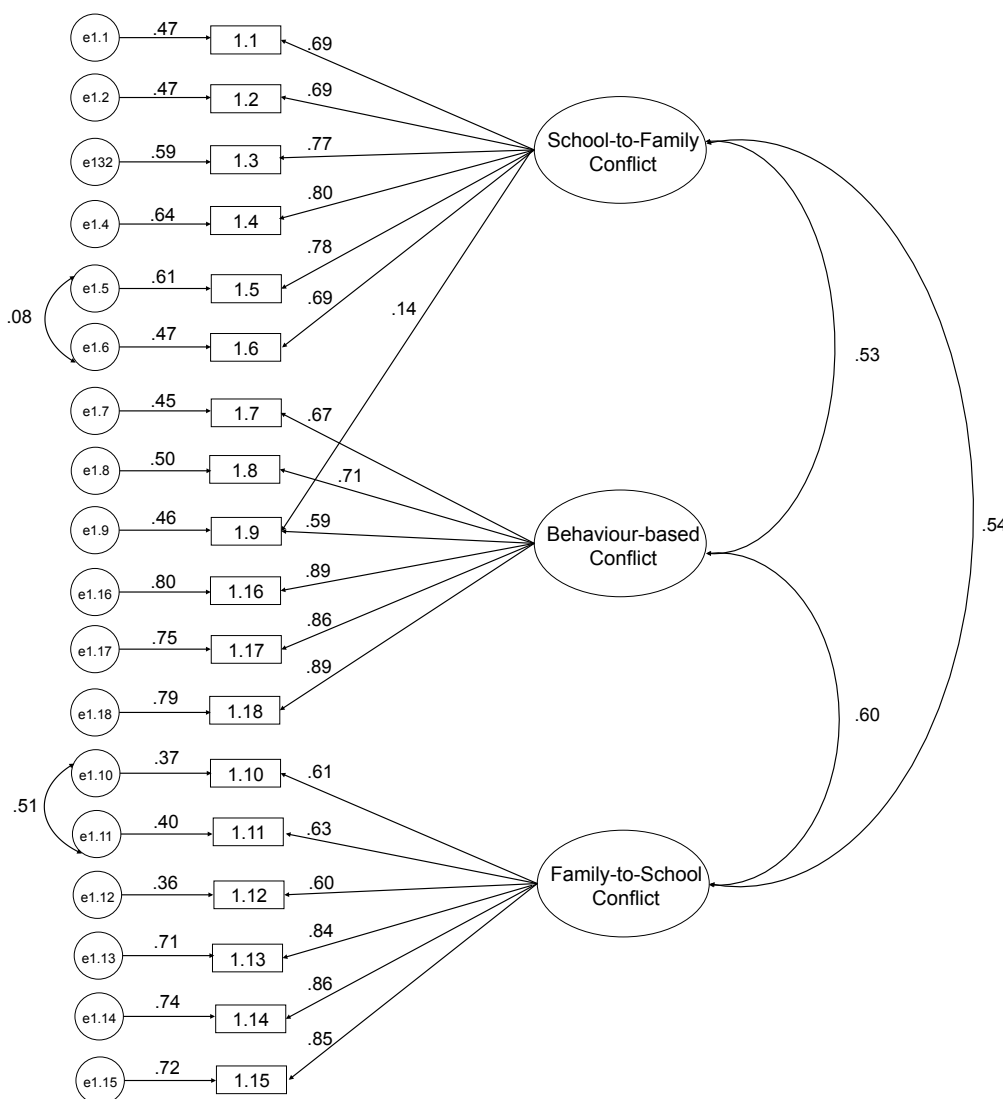 e1.1 .47 1.1 .69
e1.2 .47 1.2 .69
e132 .59 1.3 .77
e1.4 .64 1.4 .80
e1.5 .61 1.5 .78
.08
e1.6 .47 1.6 .69
.14
School-to-Family
Conflict
.53
e1.7 .45 1.7 .67
e1.8 .50 1.8 .71
e1.9 .46 1.9 .59
Behaviour-based
Conflict
.54
e1.16 .80 1.16 .89
e1.17 .75 1.17 .86
e1.18 .79 1.18 .89
.60
e1.10 .37 1.10 .61
.51
e1.11 .40 1.11 .63
e1.12 .36 1.12 .60
Family-to-School
Conflict
e1.13 .71 1.13 .84
e1.14 .74 1.14 .86
e1.15 .72 1.15 .85